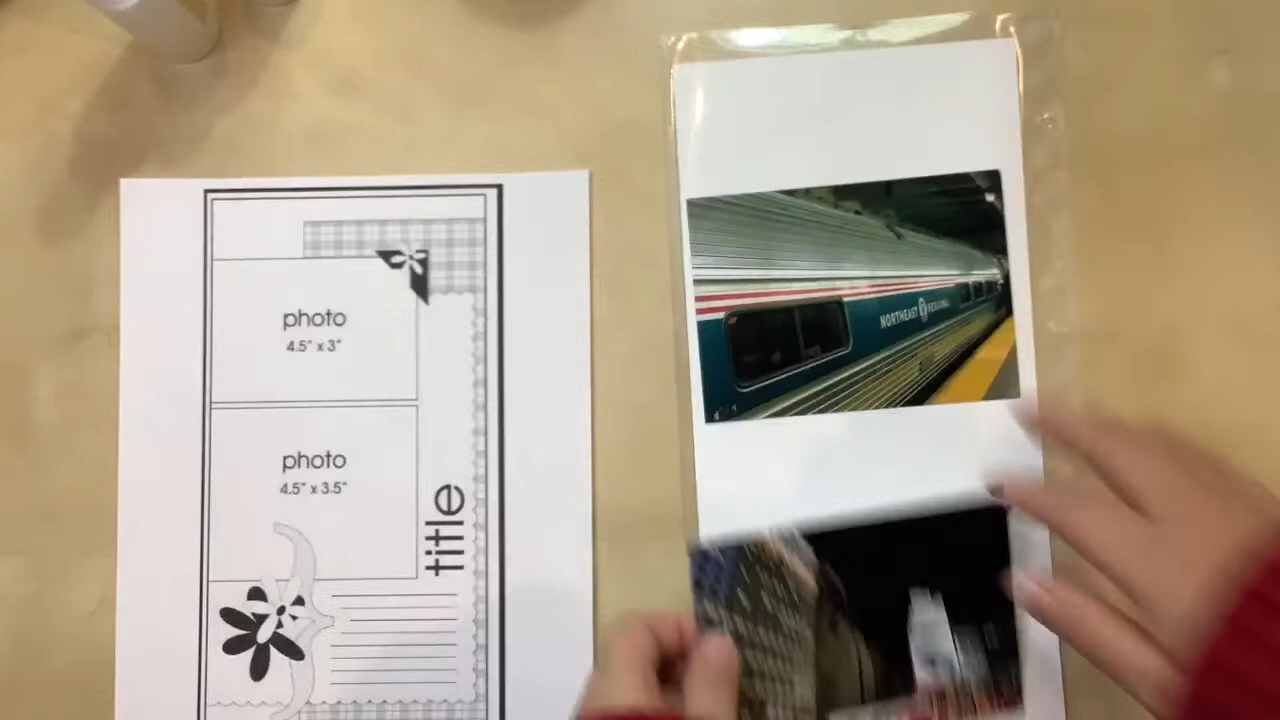 photo
4.5" x 3"
photo
4.5" x 3.5"
title
NORTHEAST REGIONAL